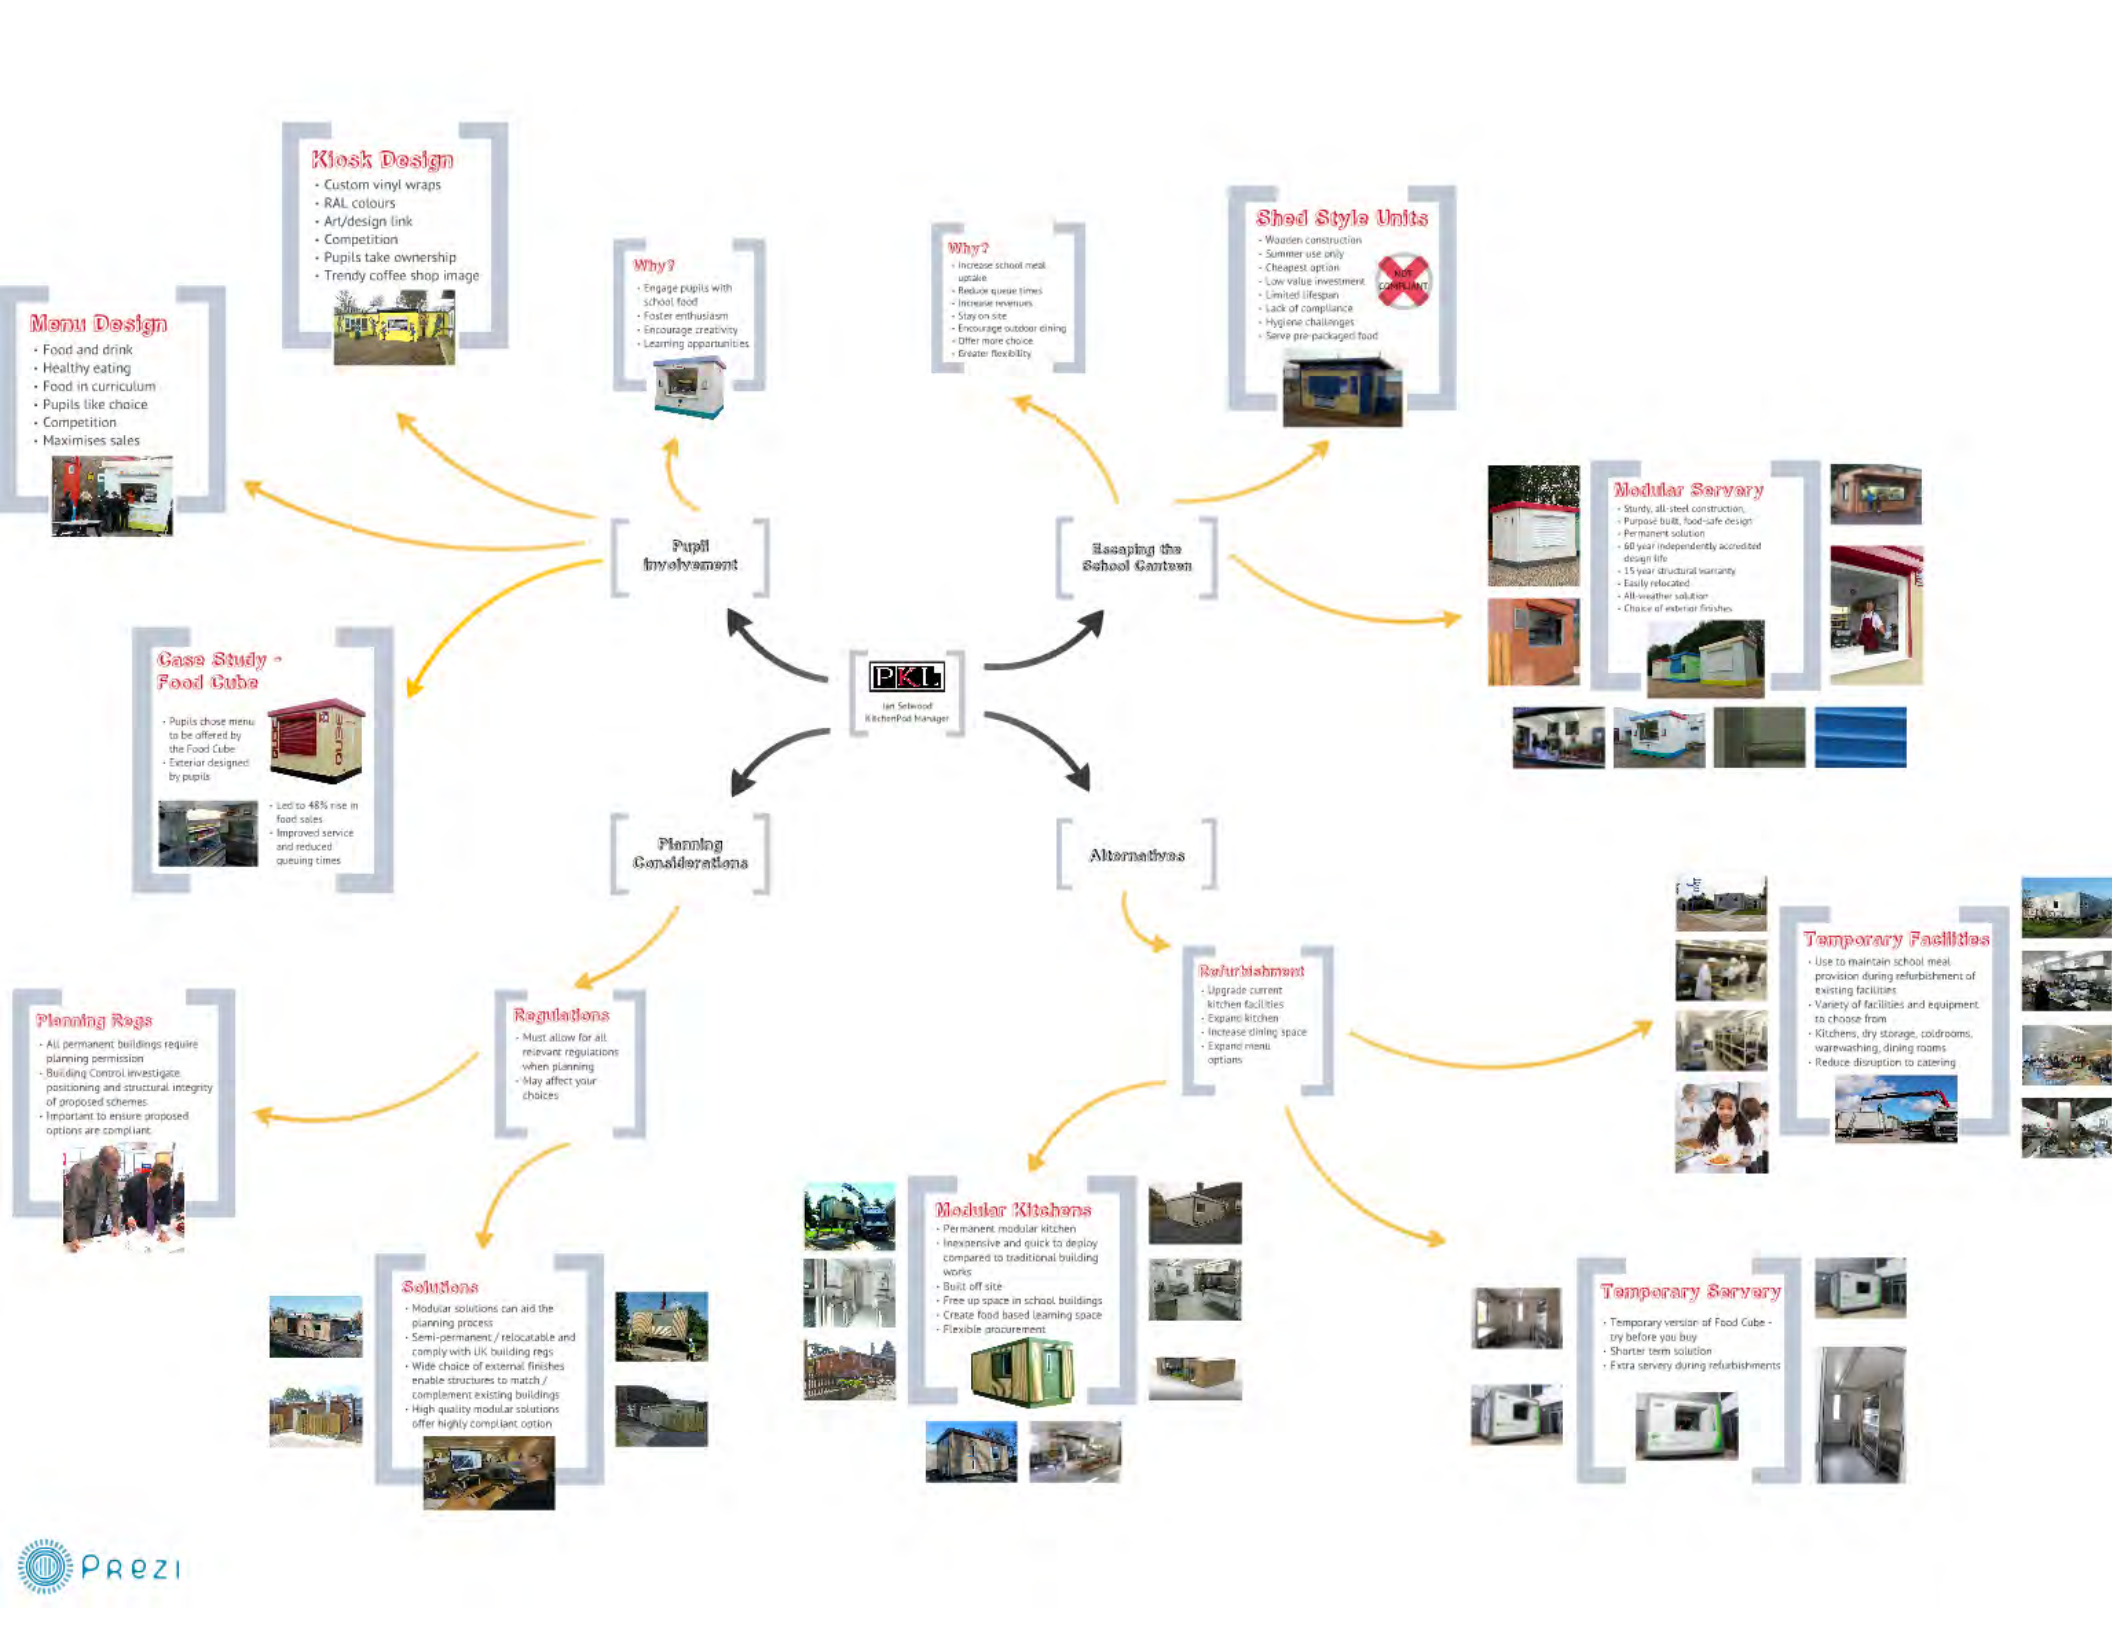 Kiosk Design
· Custom vinyl wraps
· RAL colours
· Art/design link
· Competition
· Pupils take ownership
· Trendy coffee shop image
Menu Design
· Food and drink
· Healthy eating
· Food in curriculum
· Pupils like choice
· Competition
· Maximises sales
Why?
· Engage pupils with
school food
· Foster enthusiasm
· Encourage creativity
· Learning opportunities
Why?
· Increase school meal
uptake
· Reduce queue times
· Increase revenues
· Stay on site
· Encourage outdoor dining
· Offer more choice
· Greater flexibility
Shed Style Units
· Wooden construction
· Summer use only
· Cheapest option
· Low value investment
· Limited lifespan
· Lack of compliance
· Hygiene challenges
· Serve pre-packaged food
NOT
COMPLIANT
Modular Servery
· Sturdy, all-steel construction,
· Purpose built, food-safe design
· Permanent solution
· 60 year independently accredited
design life
· 15 year structural warranty
· Easily relocated
· All-weather solution
· Choice of exterior finishes
Pupil
involvement
Escaping the
School Canteen
PKL
Ian Selwood
KitchenPod Manager
Case Study -
Food Cube
· Pupils chose menu
to be offered by
the Food Cube
· Exterior designed
by pupils
· Led to 48% rise in
food sales
· Improved service
and reduced
queuing times
Planning
Considerations
Alternatives
Planning Regs
· All permanent buildings require
planning permission
· Building Control investigate
positioning and structural integrity
of proposed schemes
· Important to ensure proposed
options are compliant
Regulations
· Must allow for all
relevant regulations
when planning
· May affect your
choices
Refurbishment
· Upgrade current
kitchen facilities
· Expand kitchen
· Increase dining space
· Expand menu
options
Temporary Facilities
· Use to maintain school meal
provision during refurbishment of
existing facilities
· Variety of facilities and equipment
to choose from
· Kitchens, dry storage, coldrooms,
warewashing, dining rooms
· Reduce disruption to catering
Solutions
· Modular solutions can aid the
planning process
· Semi-permanent / relocatable and
comply with UK building regs
· Wide choice of external finishes
enable structures to match /
complement existing buildings
· High quality modular solutions
offer highly compliant option
Modular Kitchens
· Permanent modular kitchen
· Inexpensive and quick to deploy
compared to traditional building
works
· Built off site
· Free up space in school buildings
· Create food based learning space
· Flexible procurement
Temporary Servery
· Temporary version of Food Cube -
try before you buy
· Shorter term solution
· Extra servery during refurbishments
Prezi